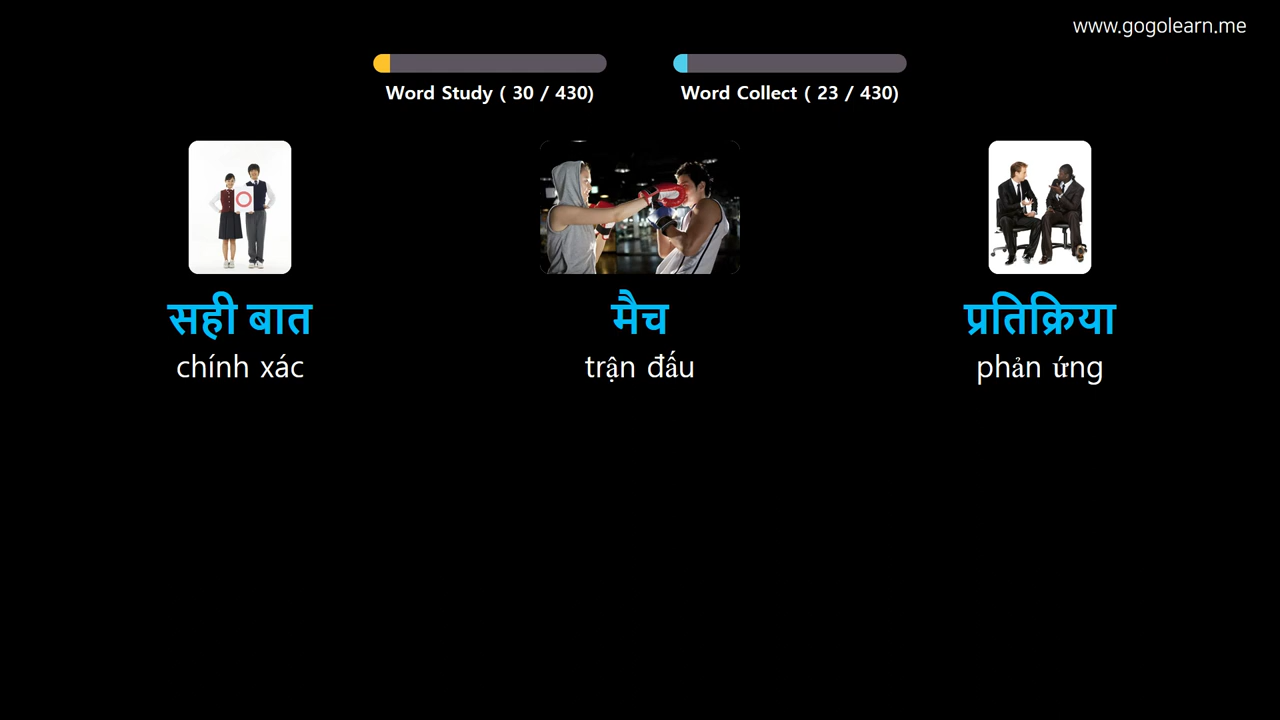 www.gogolearn.me
Word Study ( 30 / 430)
Word Collect ( 23 / 430)
सही बात
मैच
प्रतिक्रिया
chính xác
trận đấu
phản ứng